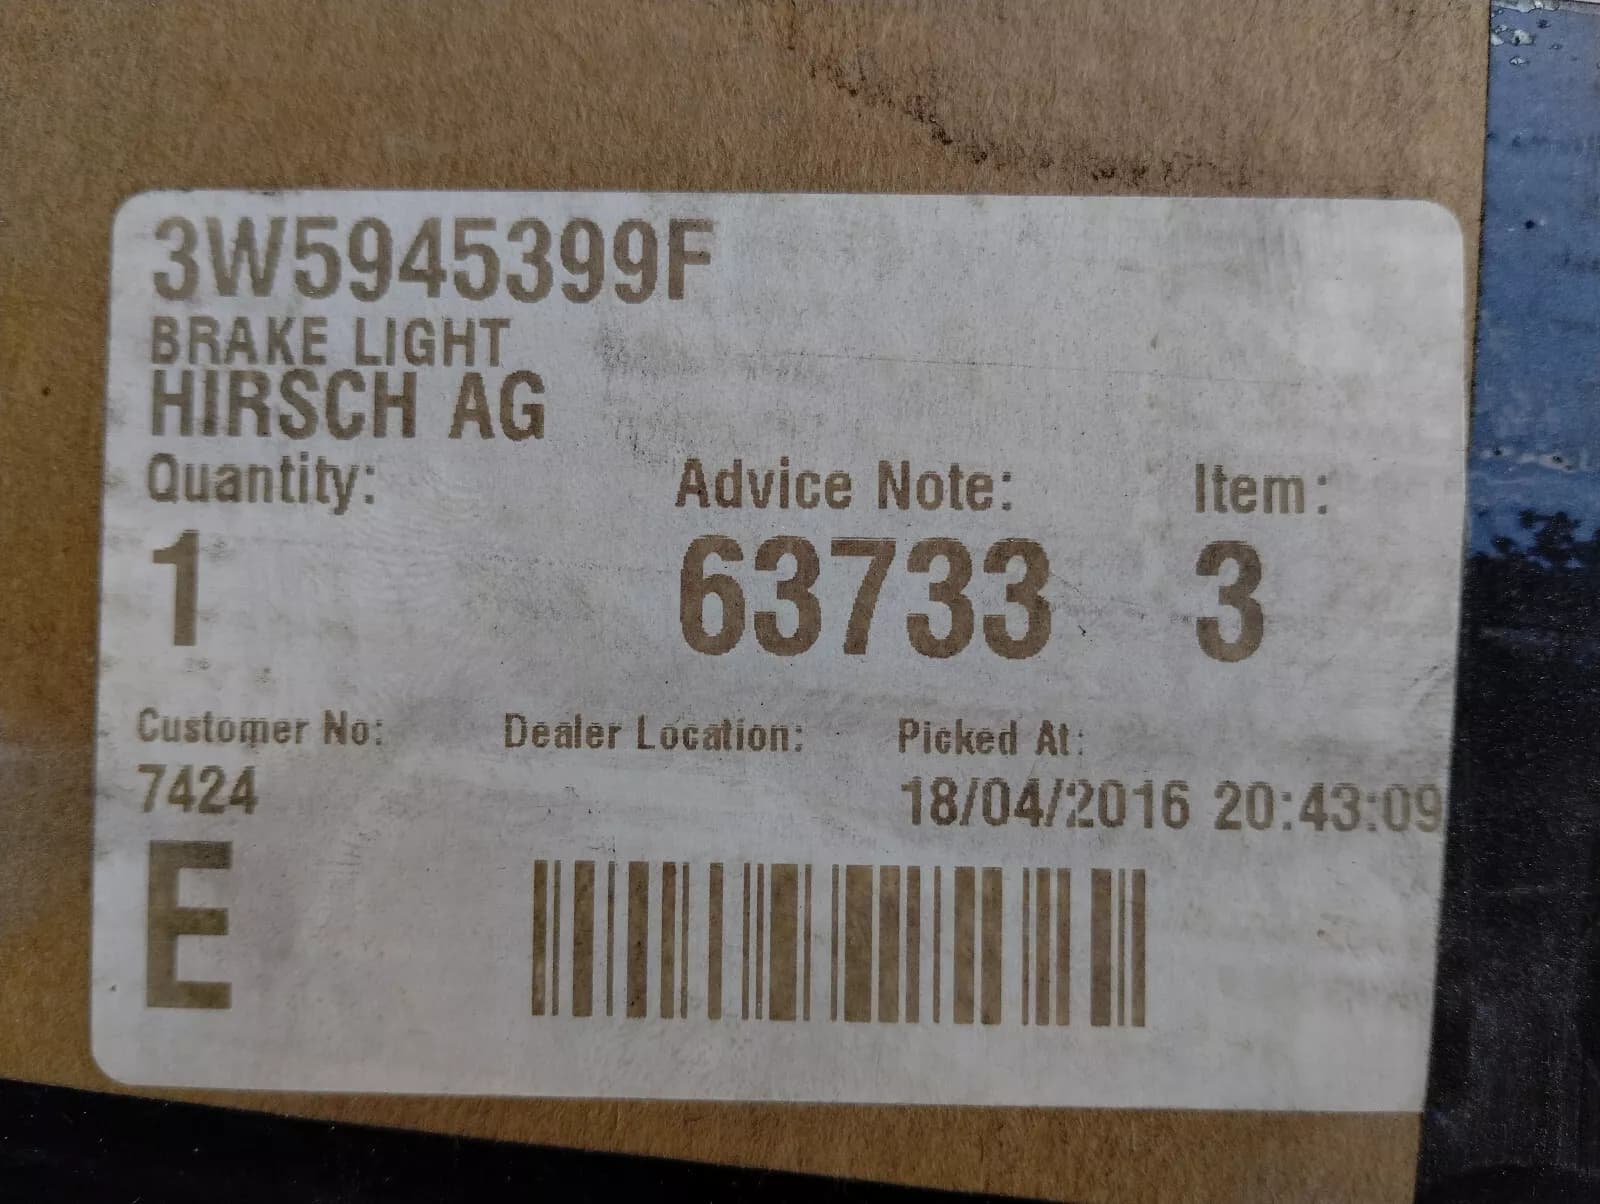 3W5945399F
BRAKE LIGHT
HIRSCH AG
Quantity: Advice Note: Item:
1 63733 3
Customer No: Dealer Location: Picked At:
7424 18/04/2016 20:43:09
E